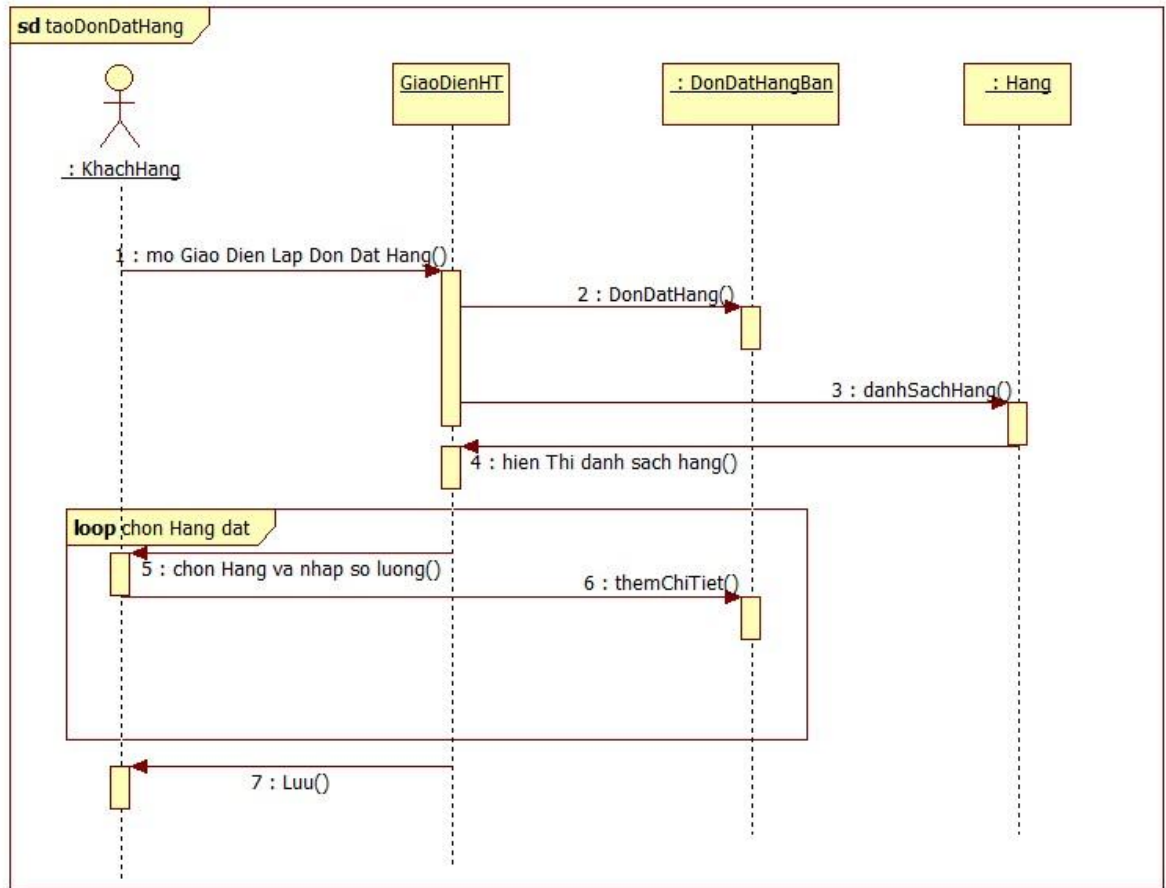 sd taoDonDatHang
: KhachHang
GiaoDienHT
: DonDatHangBan
: Hang
1 : mo Giao Dien Lap Don Dat Hang()
2 : DonDatHang()
3 : danhSachHang()
4 : hien Thi danh sach hang()
loop chon Hang dat
5 : chon Hang va nhap so luong()
6 : themChiTiet()
7 : Luu()